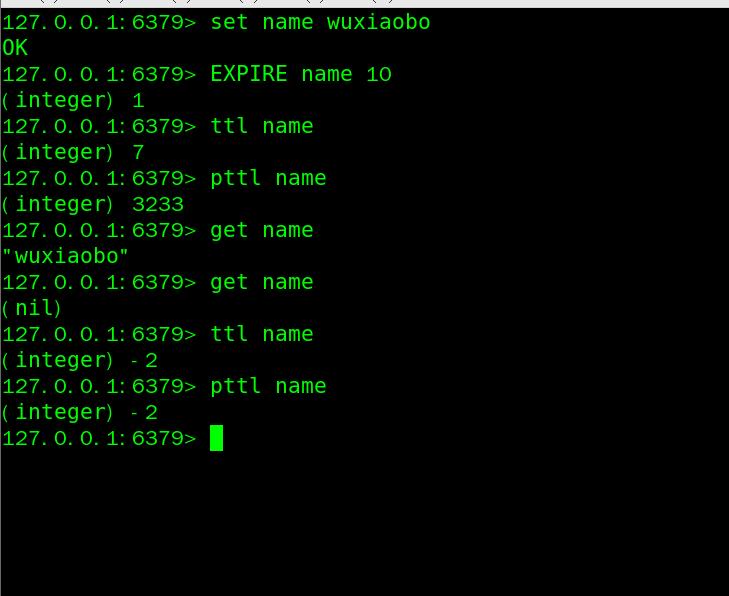 127.0.0.1:6379> set name wuxiaobo
OK
127.0.0.1:6379> EXPIRE name 10
(integer) 1
127.0.0.1:6379> ttl name
(integer) 7
127.0.0.1:6379> pttl name
(integer) 3233
127.0.0.1:6379> get name
"wuxiaobo"
127.0.0.1:6379> get name
(nil)
127.0.0.1:6379> ttl name
(integer) -2
127.0.0.1:6379> pttl name
(integer) -2
127.0.0.1:6379>